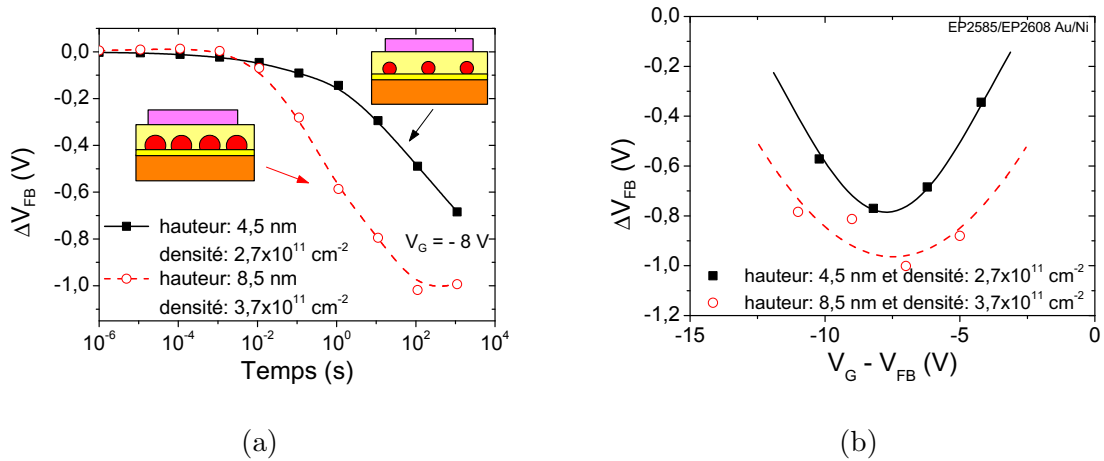 0,0
-0,2
-0,4
-0,6
-0,8
-1,0
ΔV_FB (V)
hauteur: 4,5 nm
densité: 2,7x10^11 cm^-2
hauteur: 8,5 nm
densité: 3,7x10^11 cm^-2
V_G = - 8 V
10^-6 10^-4 10^-2 10^0 10^2 10^4
Temps (s)
(a)
EP2585/EP2608 Au/Ni
0,0
-0,2
-0,4
-0,6
-0,8
-1,0
-1,2
ΔV_FB (V)
hauteur: 4,5 nm et densité: 2,7x10^11 cm^-2
hauteur: 8,5 nm et densité: 3,7x10^11 cm^-2
-15 -10 -5 0
V_G - V_FB (V)
(b)